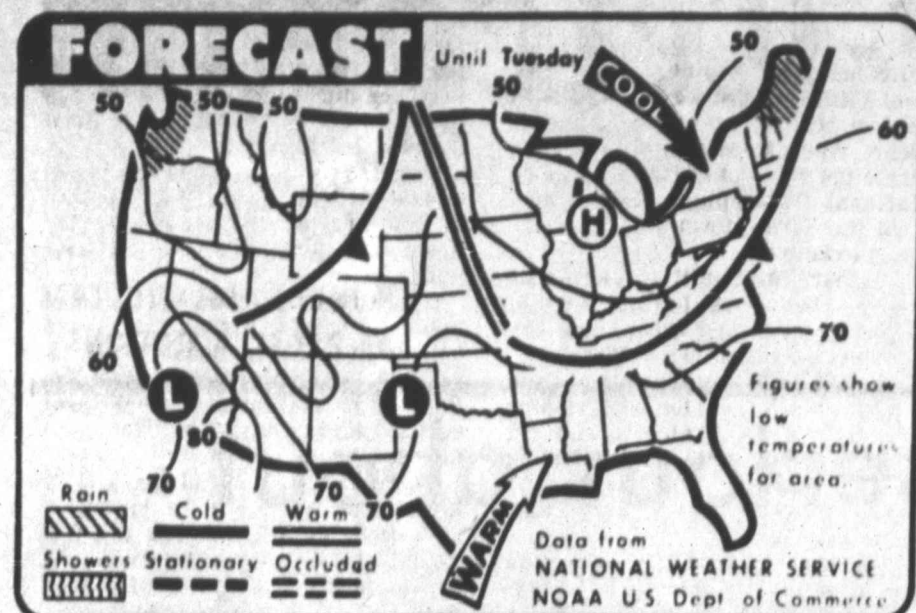 FORECAST
Until Tuesday
COOL
50
50 50 50
50
60
H
60
70
L
L
80
70
70
70
WARM
Figures show
low
temperatures
for area.
Rain
Cold
Warm
Showers
Stationary
Occluded
Data from
NATIONAL WEATHER SERVICE
NOAA U.S. Dept of Commerce